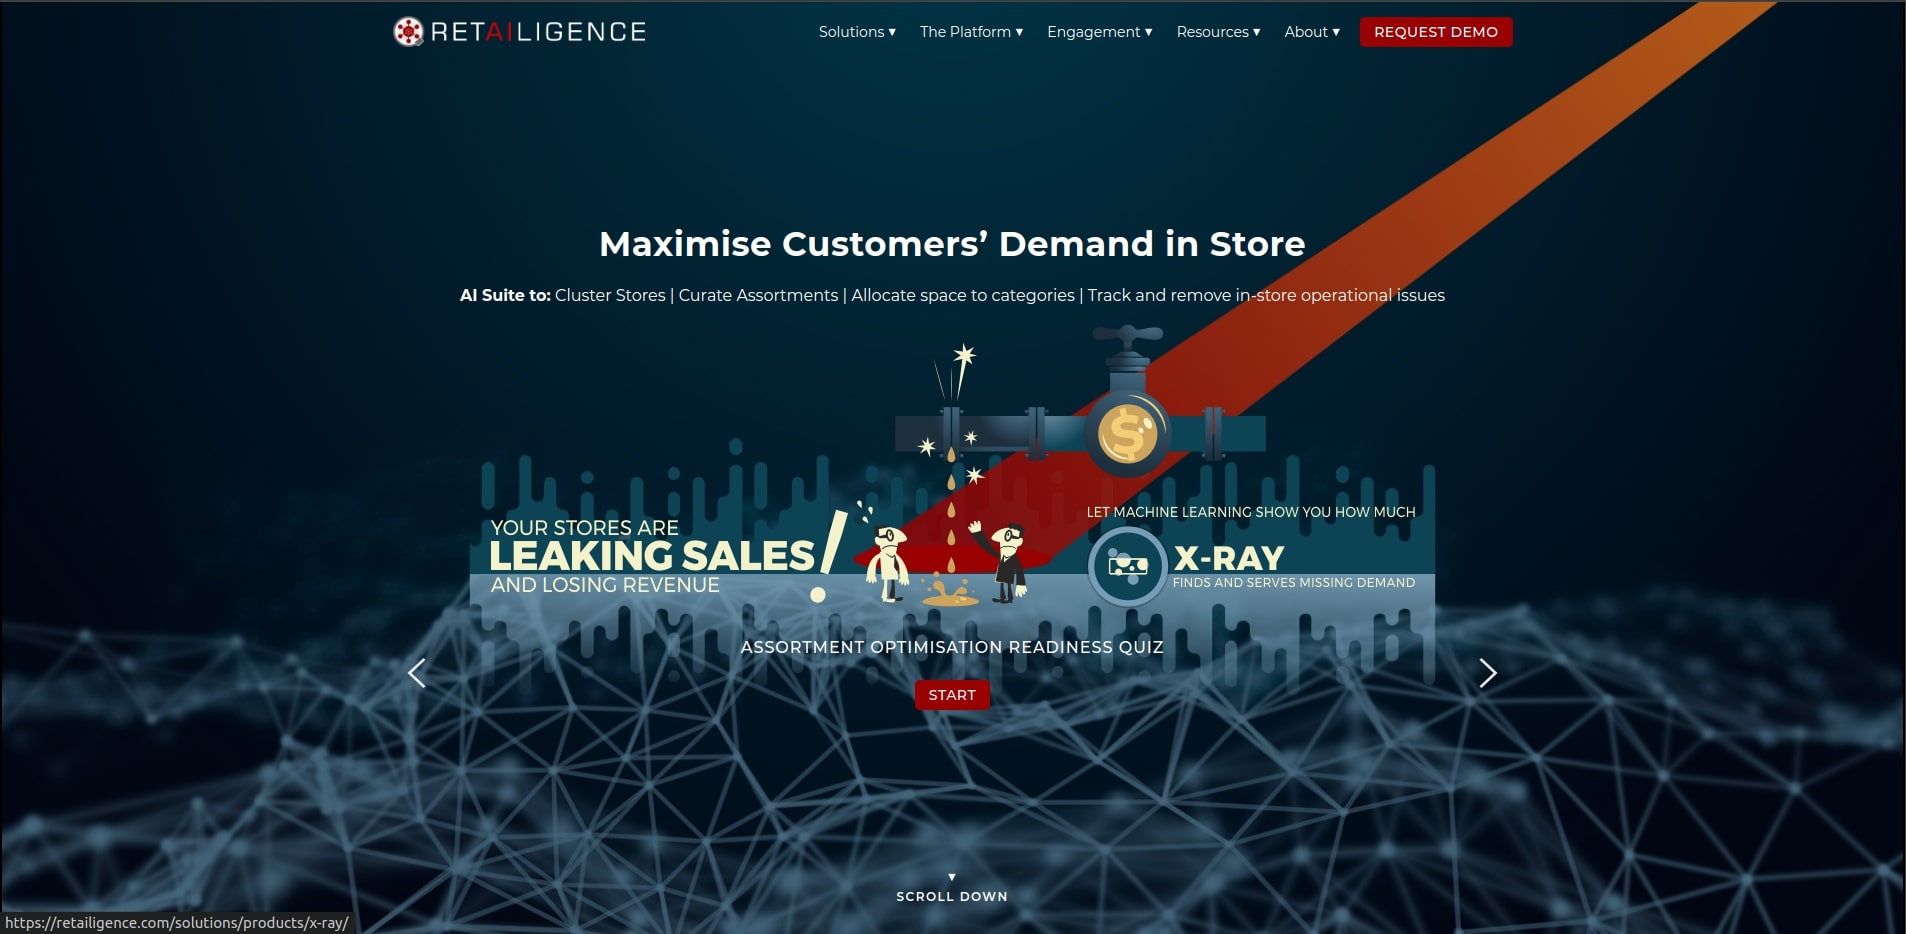 RETAILIGENCE
Solutions ▾ The Platform ▾ Engagement ▾ Resources ▾ About ▾ REQUEST DEMO
Maximise Customers’ Demand in Store
AI Suite to: Cluster Stores | Curate Assortments | Allocate space to categories | Track and remove in-store operational issues
$
YOUR STORES ARE
LEAKING SALES!
AND LOSING REVENUE
LET MACHINE LEARNING SHOW YOU HOW MUCH
X-RAY
FINDS AND SERVES MISSING DEMAND
ASSORTMENT OPTIMISATION READINESS QUIZ
START
SCROLL DOWN
https://retailigence.com/solutions/products/x-ray/